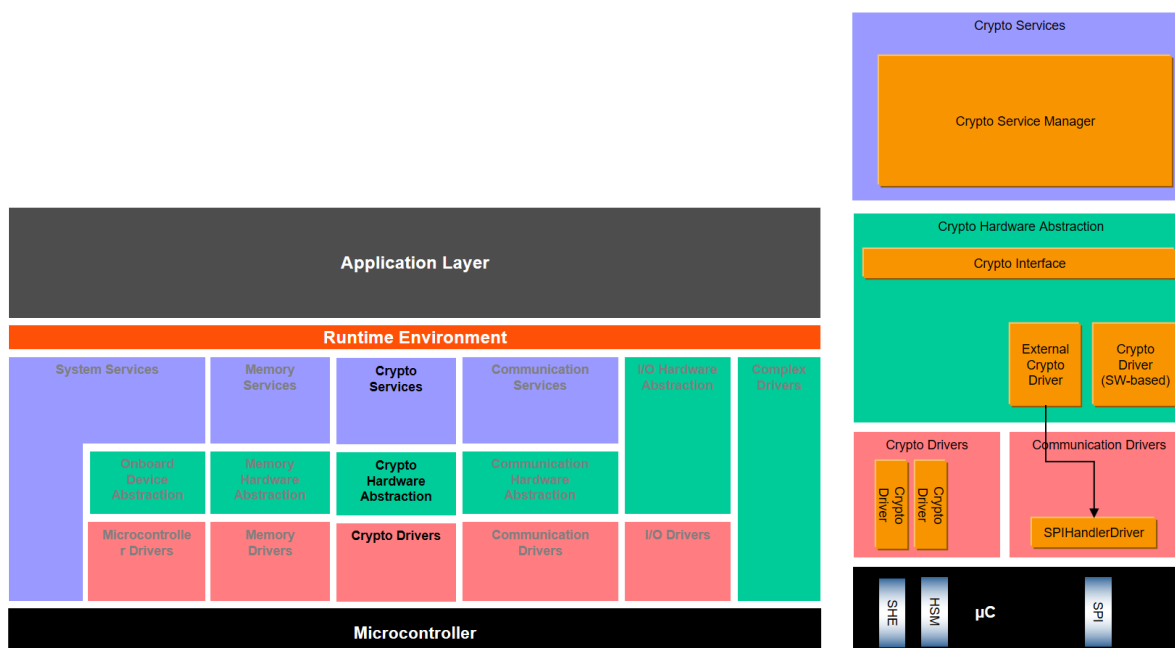 Application Layer
Runtime Environment
System Services
Memory
Services
Crypto
Services
Communication
Services
I/O Hardware
Abstraction
Complex
Drivers
Onboard
Device
Abstraction
Memory
Hardware
Abstraction
Crypto
Hardware
Abstraction
Communication
Hardware
Abstraction
Microcontrolle
r Drivers
Memory
Drivers
Crypto Drivers
Communication
Drivers
I/O Drivers
Microcontroller
Crypto Services
Crypto Service Manager
Crypto Hardware Abstraction
Crypto Interface
External
Crypto
Driver
Crypto
Driver
(SW-based)
Crypto Drivers
Crypto
Driver
Crypto
Driver
Communication Drivers
SPIHandlerDriver
SHE
HSM
µC
SPI